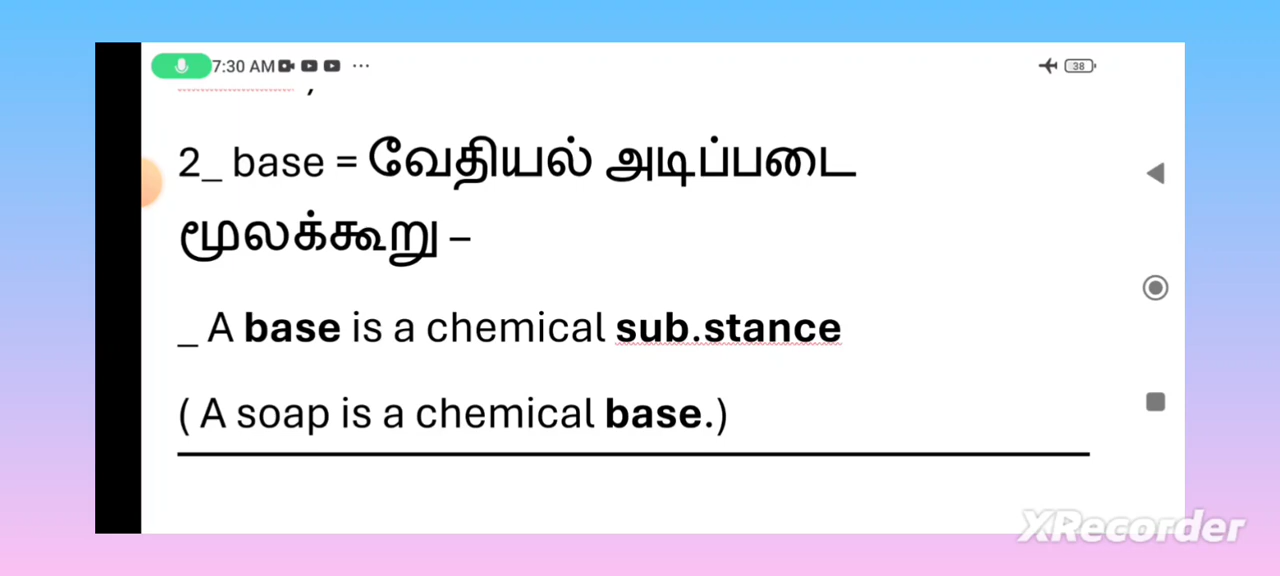 7:30 AM ...
38
,
2_ base = வேதியல் அடிப்படை
மூலக்கூறு –
_ A base is a chemical sub.stance
( A soap is a chemical base.)
XRecorder